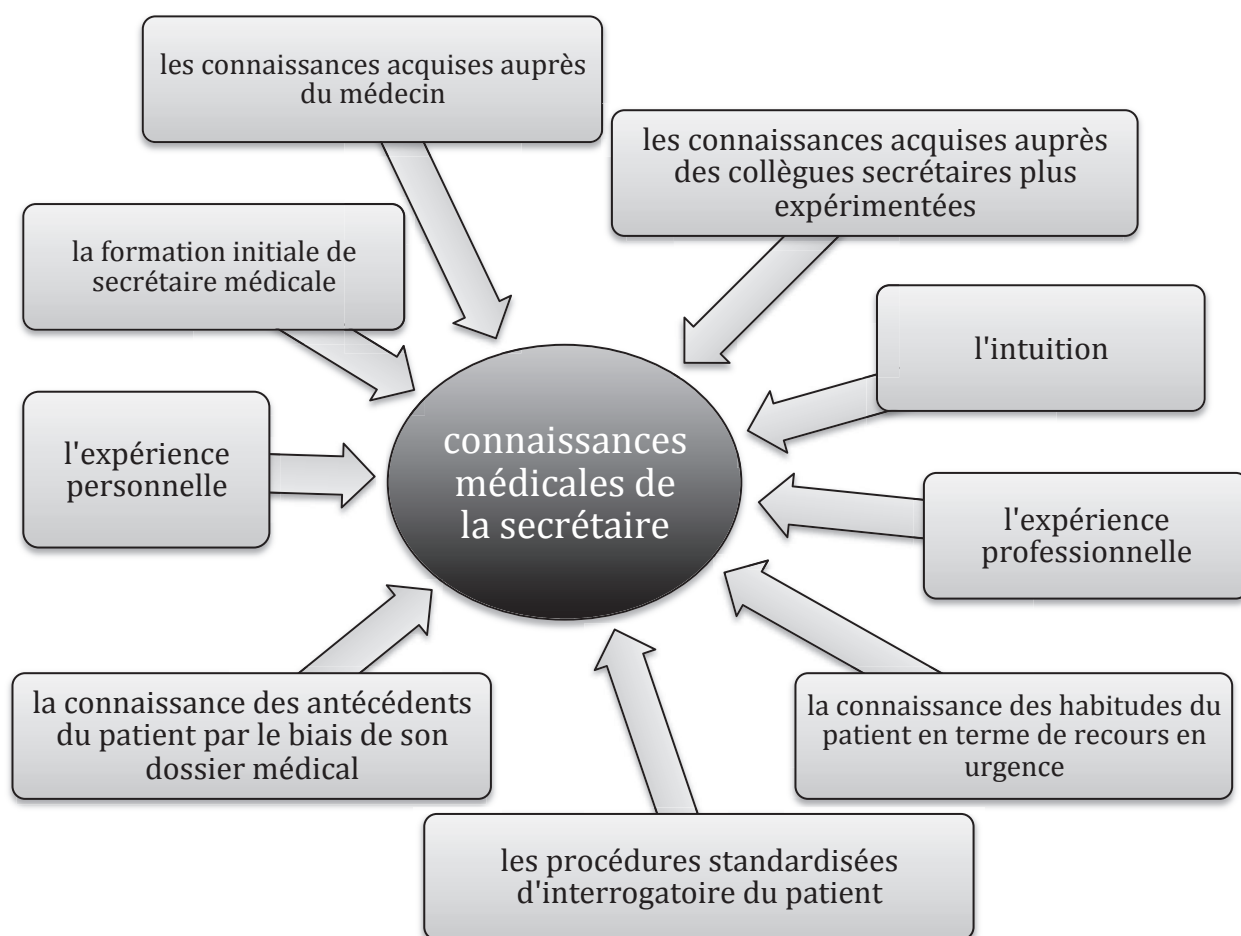 les connaissances acquises auprès
du médecin
les connaissances acquises auprès
des collègues secrétaires plus
expérimentées
la formation initiale de
secrétaire médicale
l'intuition
l'expérience
personnelle
connaissances
médicales de
la secrétaire
l'expérience
professionnelle
la connaissance des antécédents
du patient par le biais de son
dossier médical
la connaissance des habitudes du
patient en terme de recours en
urgence
les procédures standardisées
d'interrogatoire du patient